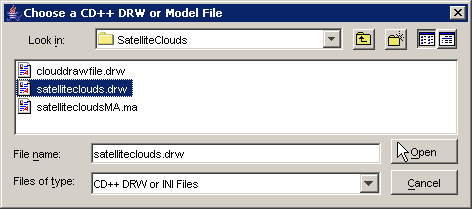 Choose a CD++ DRW or Model File
Look in: SatelliteClouds
clouddrawfile.drw
satelliteclouds.drw
satellitecloudsMA.ma
File name: satelliteclouds.drw
Open
Files of type: CD++ DRW or INI Files
Cancel